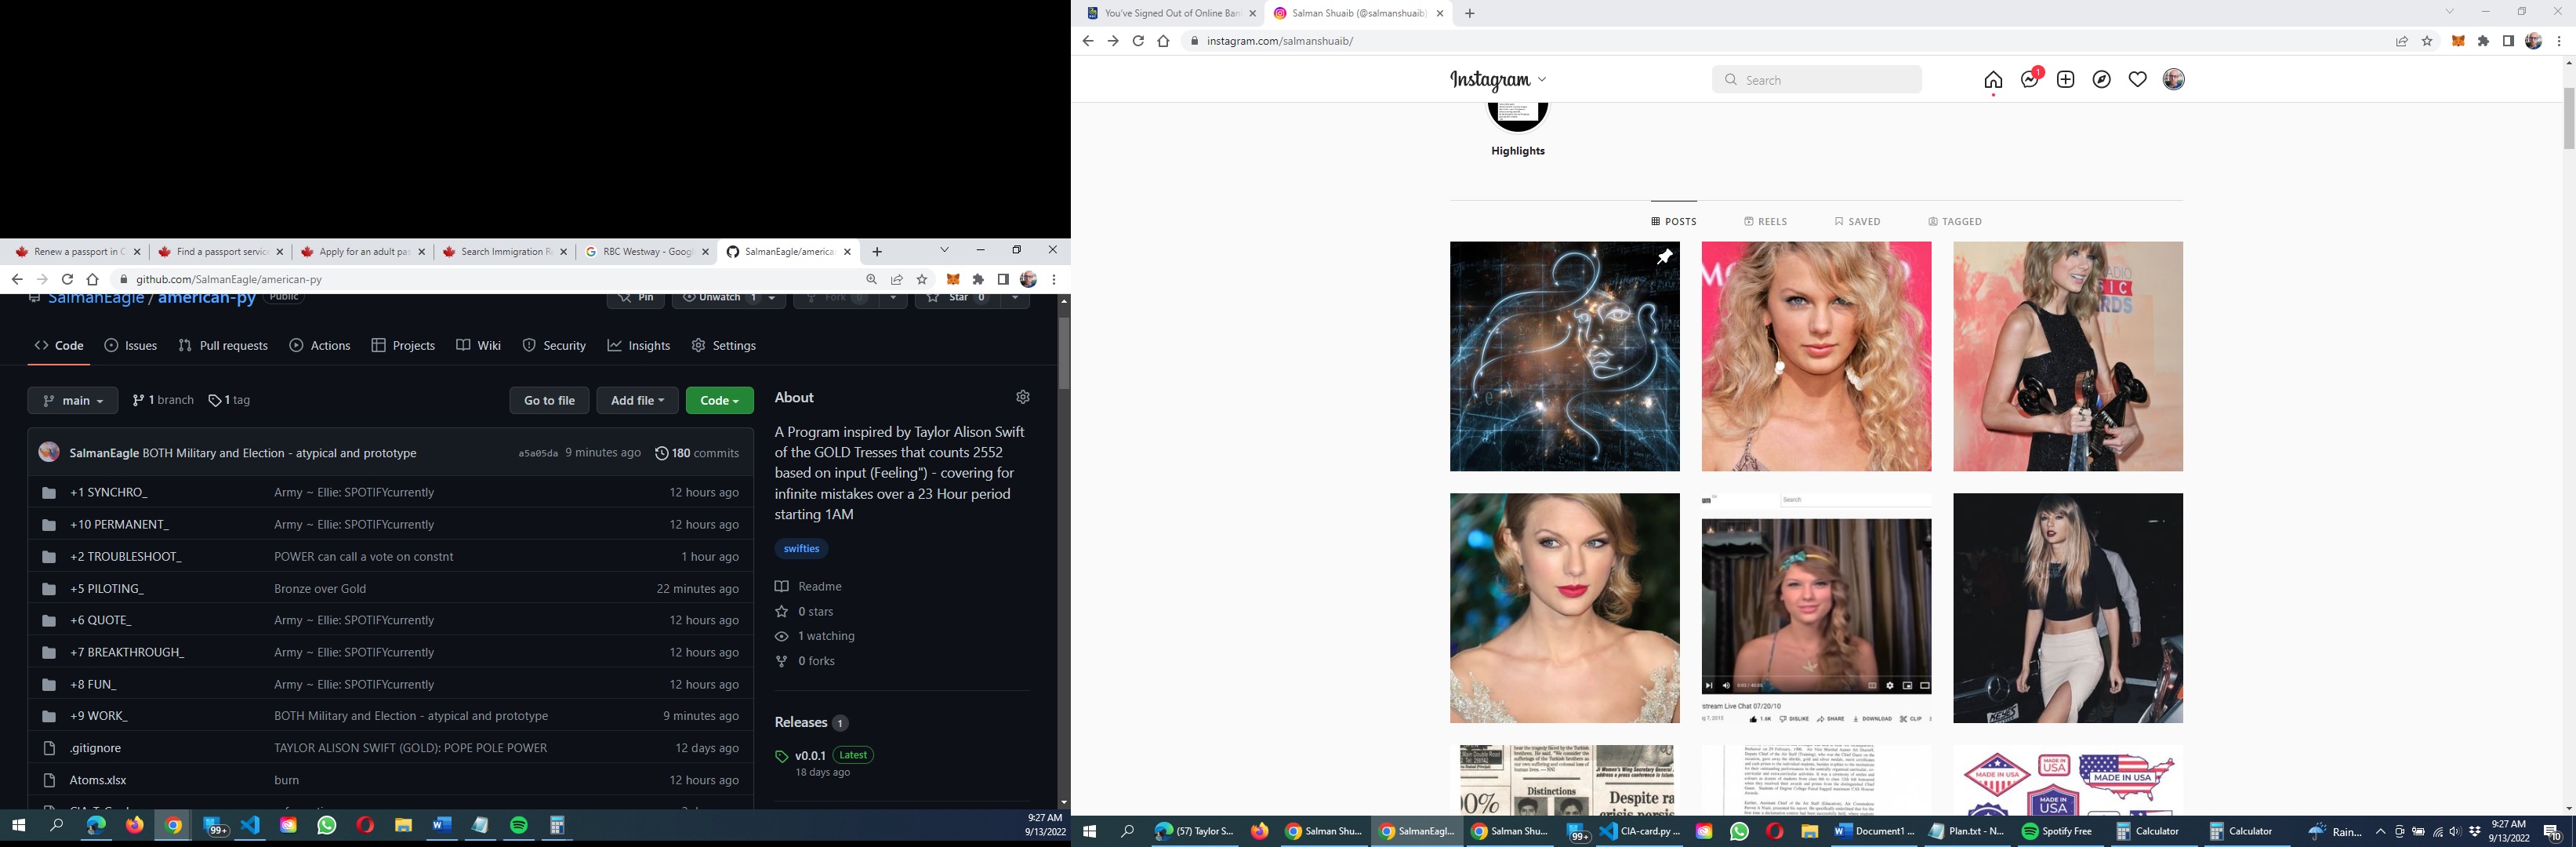 Renew a passport in C
Find a passport service
Apply for an adult pas
Search Immigration R
RBC Westway - Googl
SalmanEagle/america
github.com/SalmanEagle/american-py
SalmanEagle / american-py Public
Pin
Unwatch 1
Fork 0
Star 0
Code
Issues
Pull requests
Actions
Projects
Wiki
Security
Insights
Settings
main
1 branch
1 tag
Go to file
Add file
Code
SalmanEagle BOTH Military and Election - atypical and prototype
a5a05da 9 minutes ago
180 commits
+1 SYNCHRO_ Army ~ Ellie: SPOTIFYcurrently 12 hours ago
+10 PERMANENT_ Army ~ Ellie: SPOTIFYcurrently 12 hours ago
+2 TROUBLESHOOT_ POWER can call a vote on constnt 1 hour ago
+5 PILOTING_ Bronze over Gold 22 minutes ago
+6 QUOTE_ Army ~ Ellie: SPOTIFYcurrently 12 hours ago
+7 BREAKTHROUGH_ Army ~ Ellie: SPOTIFYcurrently 12 hours ago
+8 FUN_ Army ~ Ellie: SPOTIFYcurrently 12 hours ago
+9 WORK_ BOTH Military and Election - atypical and prototype 9 minutes ago
.gitignore TAYLOR ALISON SWIFT (GOLD): POPE POLE POWER 12 days ago
Atoms.xlsx burn 12 hours ago
About
A Program inspired by Taylor Alison Swift
of the GOLD Tresses that counts 2552
based on input (Feeling") - covering for
infinite mistakes over a 23 Hour period
starting 1AM
swifties
Readme
0 stars
1 watching
0 forks
Releases 1
v0.0.1 Latest
18 days ago
99+
9:27 AM
9/13/2022
You've Signed Out of Online Ban
Salman Shuaib (@salmanshuaib)
instagram.com/salmanshuaib/
Instagram
Search
1
Highlights
POSTS
REELS
SAVED
TAGGED
Search
0:03 / 40:05
stream Live Chat 07/20/10
1.6K DISLIKE SHARE DOWNLOAD CLIP
Distinctions
Despite ra
MADE IN USA
MADE IN USA
MADE IN USA
MADE IN USA
(57) Taylor S...
Salman Shu...
SalmanEagl...
Salman Shu...
99+
CIA-card.py ...
Document1 ...
Plan.txt - N...
Spotify Free
Calculator
Calculator
Rain...
9:27 AM
9/13/2022
10